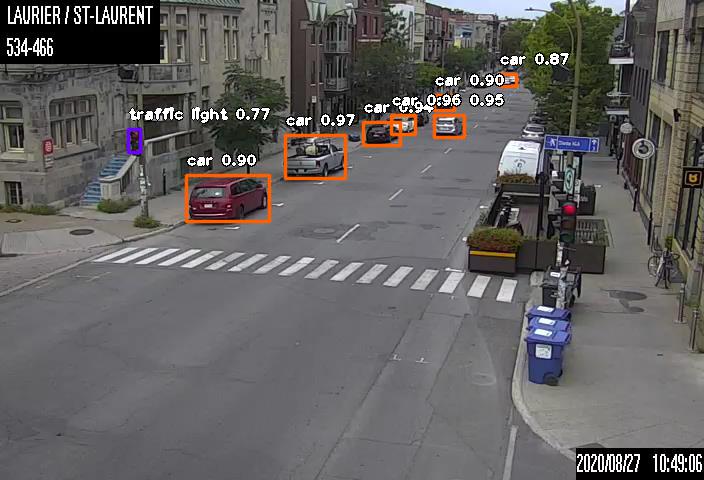 LAURIER / ST-LAURENT
534-466
car 0.87
car 0.90
car 0.96 0.95
car 0.94
traffic light 0.77
car 0.97
car 0.90
2020/08/27 10:49:06